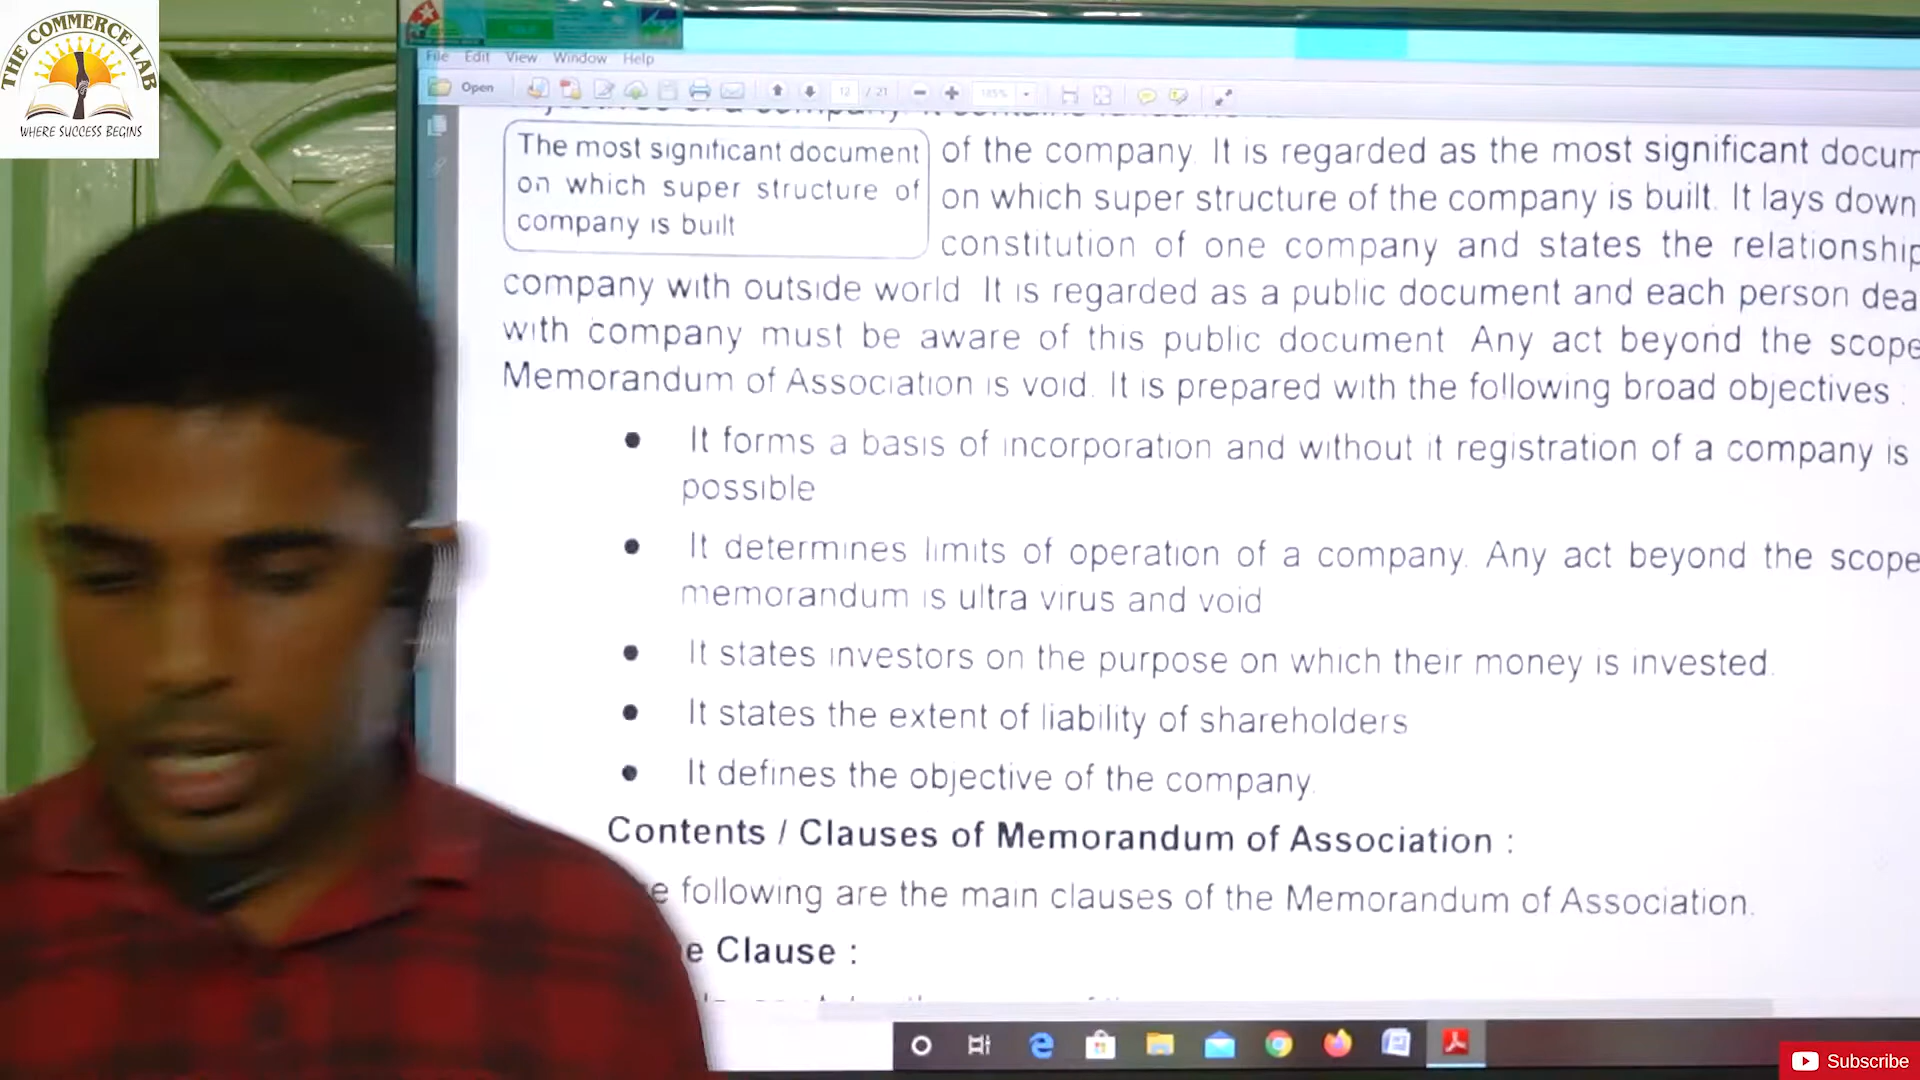 THE COMMERCE LAB
WHERE SUCCESS BEGINS
File Edit View Window Help
Open 12 / 21 185%
The most significant document
on which super structure of
company is built
of the company. It is regarded as the most significant docum
on which super structure of the company is built. It lays down
constitution of one company and states the relationship
company with outside world It is regarded as a public document and each person dea
with company must be aware of this public document Any act beyond the scope
Memorandum of Association is void. It is prepared with the following broad objectives :
• It forms a basis of incorporation and without it registration of a company is
possible
• It determines limits of operation of a company. Any act beyond the scope
memorandum is ultra virus and void
• It states investors on the purpose on which their money is invested.
• It states the extent of liability of shareholders
• It defines the objective of the company.
Contents / Clauses of Memorandum of Association :
e following are the main clauses of the Memorandum of Association.
e Clause :
Subscribe